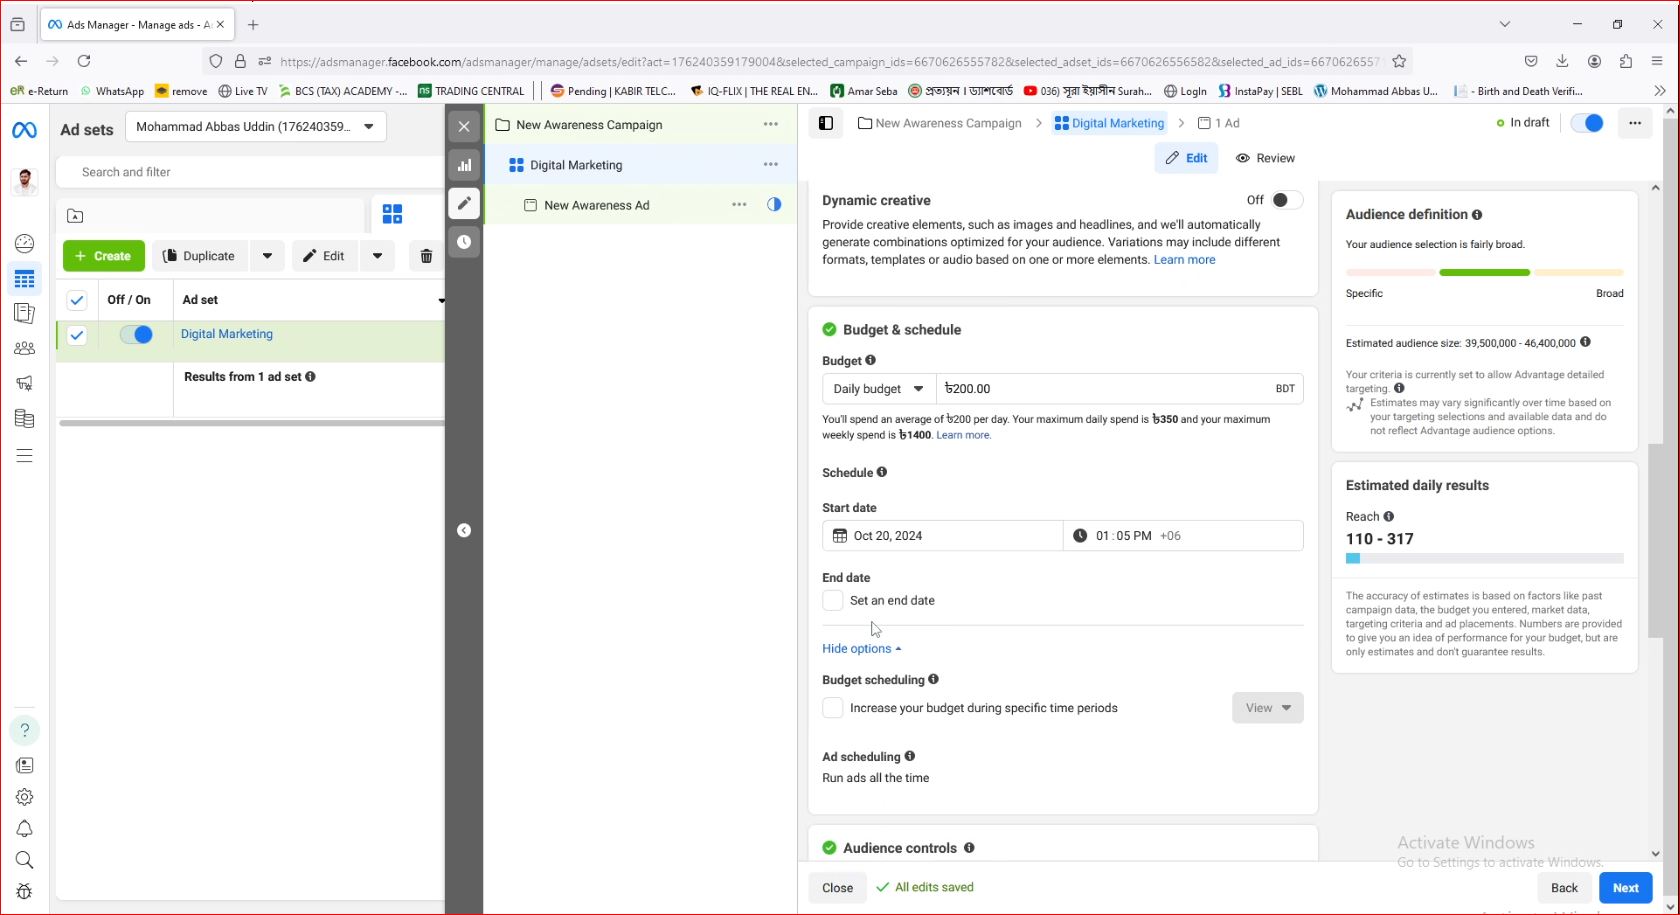 Ads Manager - Manage ads - A
https://adsmanager.facebook.com/adsmanager/manage/adsets/edit?act=176240359179004&selected_campaign_ids=6670626555782&selected_adset_ids=6670626556582&selected_ad_ids=667062655
eR e-Return
WhatsApp
remove
Live TV
BCS (TAX) ACADEMY -...
NS TRADING CENTRAL
Pending | KABIR TELC...
IQ-FLIX | THE REAL EN...
Amar Seba
প্রত্যয়ন । ড্যাশবোর্ড
036) সূরা ইয়াসীন Surah...
LogIn
InstaPay | SEBL
Mohammad Abbas U...
- Birth and Death Verifi...
Ad sets
Mohammad Abbas Uddin (176240359...
Search and filter
+ Create
Duplicate
Edit
Off / On
Ad set
Digital Marketing
Results from 1 ad set
New Awareness Campaign
Digital Marketing
New Awareness Ad
New Awareness Campaign
Digital Marketing
1 Ad
In draft
Edit
Review
Dynamic creative
Off
Provide creative elements, such as images and headlines, and we'll automatically
generate combinations optimized for your audience. Variations may include different
formats, templates or audio based on one or more elements. Learn more
Budget & schedule
Budget
Daily budget
৳200.00
BDT
You'll spend an average of ৳200 per day. Your maximum daily spend is ৳350 and your maximum
weekly spend is ৳1400. Learn more.
Schedule
Start date
Oct 20, 2024
01:05 PM +06
End date
Set an end date
Hide options
Budget scheduling
Increase your budget during specific time periods
View
Ad scheduling
Run ads all the time
Audience controls
Close
All edits saved
Back
Next
Audience definition
Your audience selection is fairly broad.
Specific
Broad
Estimated audience size: 39,500,000 - 46,400,000
Your criteria is currently set to allow Advantage detailed
targeting.
Estimates may vary significantly over time based on
your targeting selections and available data and do
not reflect Advantage audience options.
Estimated daily results
Reach
110 - 317
The accuracy of estimates is based on factors like past
campaign data, the budget you entered, market data,
targeting criteria and ad placements. Numbers are provided
to give you an idea of performance for your budget, but are
only estimates and don't guarantee results.
Activate Windows
Go to Settings to activate Windows.